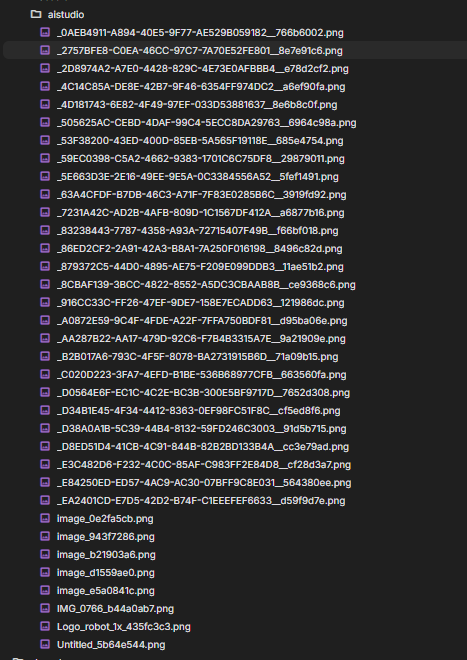 aistudio
_0AEB4911-A894-40E5-9F77-AE529B059182__766b6002.png
_2757BFE8-C0EA-46CC-97C7-7A70E52FE801__8e7e91c6.png
_2D8974A2-A7E0-4428-829C-4E73E0AFBBB4__e78d2cf2.png
_4C14C85A-DE8E-42B7-9F46-6354FF974DC2__a6ef90fa.png
_4D181743-6E82-4F49-97EF-033D53881637__8e6b8c0f.png
_505625AC-CEBD-4DAF-99C4-5ECC8DA29763__6964c98a.png
_53F38200-43ED-400D-85EB-5A565F19118E__685e4754.png
_59EC0398-C5A2-4662-9383-1701C6C75DF8__29879011.png
_5E663D3E-2E16-49EE-9E5A-0C3384556A52__5fef1491.png
_63A4CFDF-B7DB-46C3-A71F-7F83E0285B6C__3919fd92.png
_7231A42C-AD2B-4AFB-809D-1C1567DF412A__a6877b16.png
_83238443-7787-4358-A93A-72715407F49B__f66bf018.png
_86ED2CF2-2A91-42A3-B8A1-7A250F016198__8496c82d.png
_879372C5-44D0-4895-AE75-F209E099DDB3__11ae51b2.png
_8CBAF139-3BCC-4822-8552-A5DC3CBAAB8B__ce9368c6.png
_916CC33C-FF26-47EF-9DE7-158E7ECADD63__121986dc.png
_A0872E59-9C4F-4FDE-A22F-7FFA750BDF81__d95ba06e.png
_AA287B22-AA17-479D-92C6-F7B4B3315A7E__9a21909e.png
_B2B017A6-793C-4F5F-8078-BA2731915B6D__71a09b15.png
_C020D223-3FA7-4EFD-B1BE-536B68977CFB__663560fa.png
_D0564E6F-EC1C-4C2E-BC3B-300E5BF9717D__7652d308.png
_D34B1E45-4F34-4412-8363-0EF98FC51F8C__cf5ed8f6.png
_D38A0A1B-5C39-44B4-8132-59FD246C3003__91d5b715.png
_D8ED51D4-41CB-4C91-844B-82B2BD133B4A__cc3e79ad.png
_E3C482D6-F232-4C0C-85AF-C983FF2E84D8__cf28d3a7.png
_E84250ED-ED57-4AC9-AC30-07BFF9C8E031__564380ee.png
_EA2401CD-E7D5-42D2-B74F-C1EEEFEF6633__d59f9d7e.png
image_0e2fa5cb.png
image_943f7286.png
image_b21903a6.png
image_d1559ae0.png
image_e5a0841c.png
IMG_0766_b44a0ab7.png
Logo_robot_1x_435fc3c3.png
Untitled_5b64e544.png